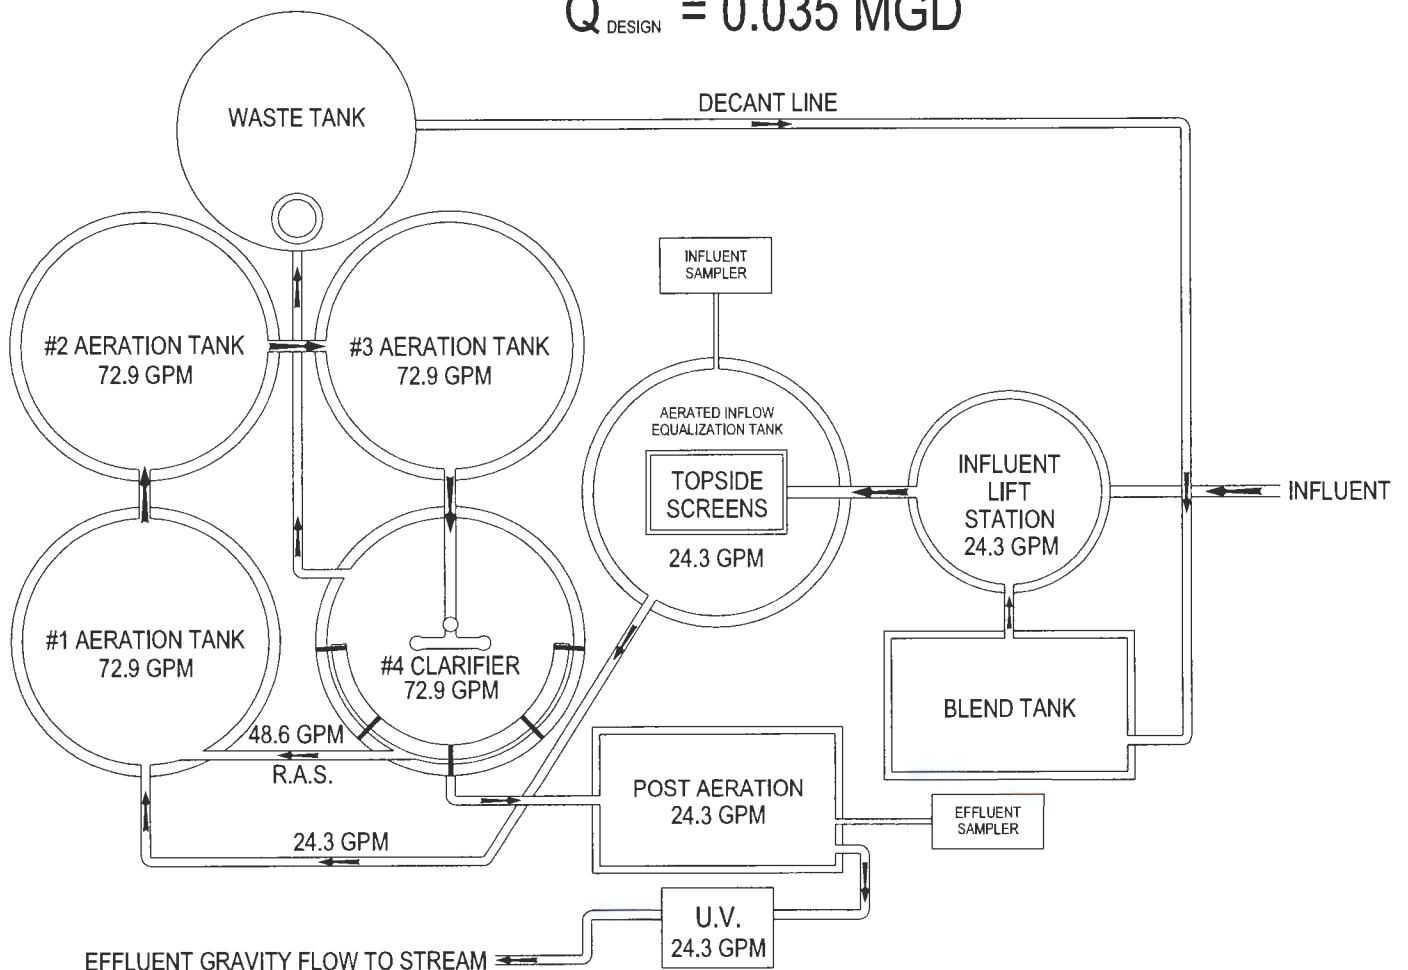 Q DESIGN = 0.035 MGD
WASTE TANK
DECANT LINE
INFLUENT
SAMPLER
#2 AERATION TANK
72.9 GPM
#3 AERATION TANK
72.9 GPM
AERATED INFLOW
EQUALIZATION TANK
TOPSIDE
SCREENS
24.3 GPM
INFLUENT
LIFT
STATION
24.3 GPM
INFLUENT
#1 AERATION TANK
72.9 GPM
#4 CLARIFIER
72.9 GPM
BLEND TANK
48.6 GPM
R.A.S.
POST AERATION
24.3 GPM
EFFLUENT
SAMPLER
24.3 GPM
U.V.
24.3 GPM
EFFLUENT GRAVITY FLOW TO STREAM